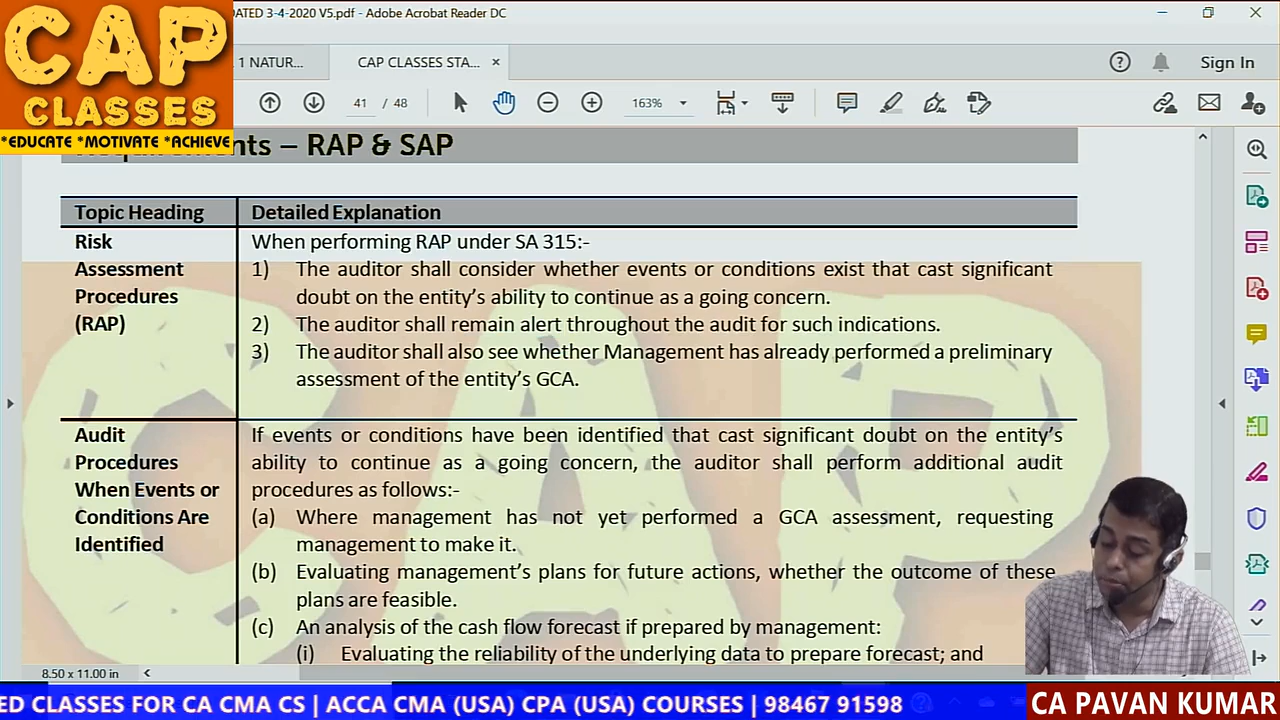 DATED 3-4-2020 V5.pdf - Adobe Acrobat Reader DC
CAP
CLASSES
*EDUCATE *MOTIVATE *ACHIEVE
1 NATUR...
CAP CLASSES STA...
Sign In
41 / 48
163%
– RAP & SAP
Topic Heading
Detailed Explanation
Risk
Assessment
Procedures
(RAP)
When performing RAP under SA 315:-
1) The auditor shall consider whether events or conditions exist that cast significant
doubt on the entity’s ability to continue as a going concern.
2) The auditor shall remain alert throughout the audit for such indications.
3) The auditor shall also see whether Management has already performed a preliminary
assessment of the entity’s GCA.
Audit
Procedures
When Events or
Conditions Are
Identified
If events or conditions have been identified that cast significant doubt on the entity’s
ability to continue as a going concern, the auditor shall perform additional audit
procedures as follows:-
(a) Where management has not yet performed a GCA assessment, requesting
management to make it.
(b) Evaluating management’s plans for future actions, whether the outcome of these
plans are feasible.
(c) An analysis of the cash flow forecast if prepared by management:
(i) Evaluating the reliability of the underlying data to prepare forecast; and
8.50 x 11.00 in
ED CLASSES FOR CA CMA CS | ACCA CMA (USA) CPA (USA) COURSES | 98467 91598
CA PAVAN KUMAR